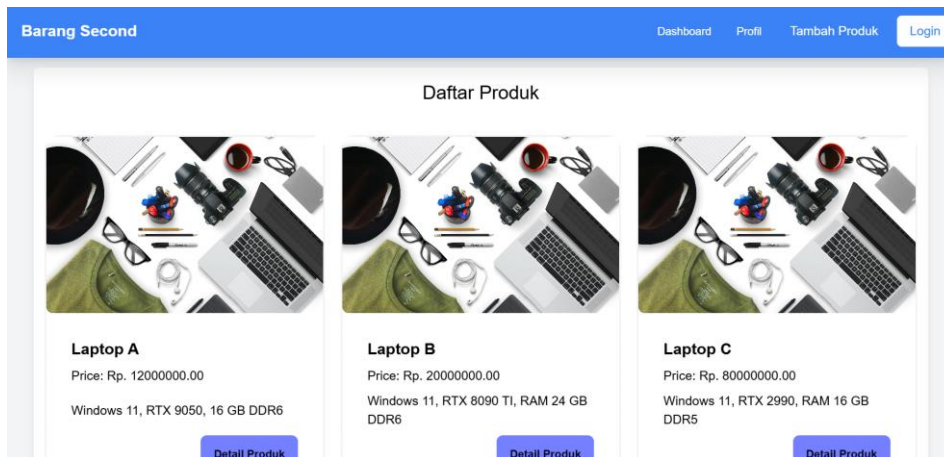 Barang Second
Dashboard
Profil
Tambah Produk
Login
Daftar Produk
Laptop A
Price: Rp. 12000000.00
Windows 11, RTX 9050, 16 GB DDR6
Detail Produk
Laptop B
Price: Rp. 20000000.00
Windows 11, RTX 8090 TI, RAM 24 GB
DDR6
Detail Produk
Laptop C
Price: Rp. 80000000.00
Windows 11, RTX 2990, RAM 16 GB
DDR5
Detail Produk